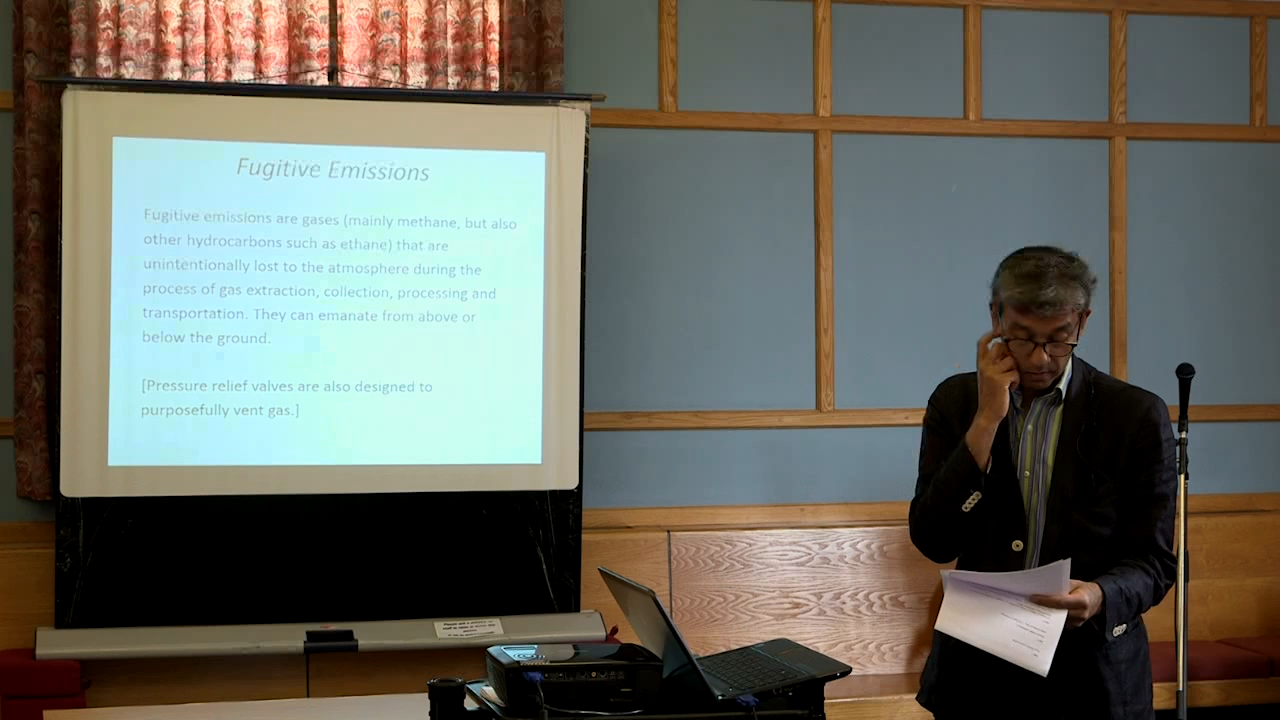 Fugitive Emissions
Fugitive emissions are gases (mainly methane, but also
other hydrocarbons such as ethane) that are
unintentionally lost to the atmosphere during the
process of gas extraction, collection, processing and
transportation. They can emanate from above or
below the ground.
[Pressure relief valves are also designed to
purposefully vent gas.]